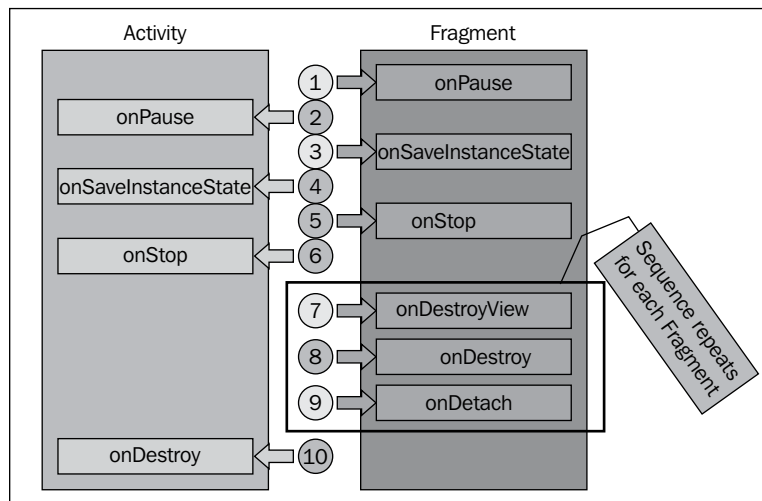 Activity
Fragment
1
onPause
onPause
2
3
onSaveInstanceState
onSaveInstanceState
4
5
onStop
onStop
6
7
onDestroyView
8
onDestroy
9
onDetach
onDestroy
10
Sequence repeats
for each Fragment